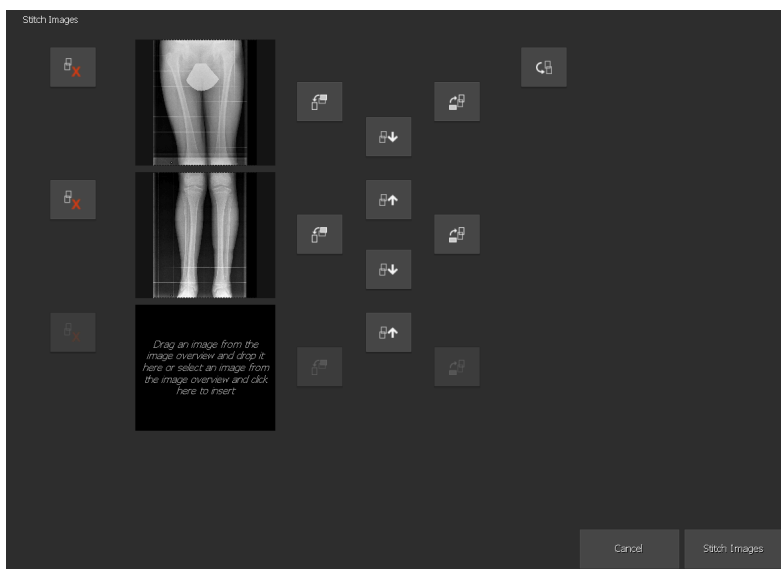 Stitch Images
Drag an image from the
image overview and drop it
here or select an image from
the image overview and click
here to insert
Cancel
Stitch Images